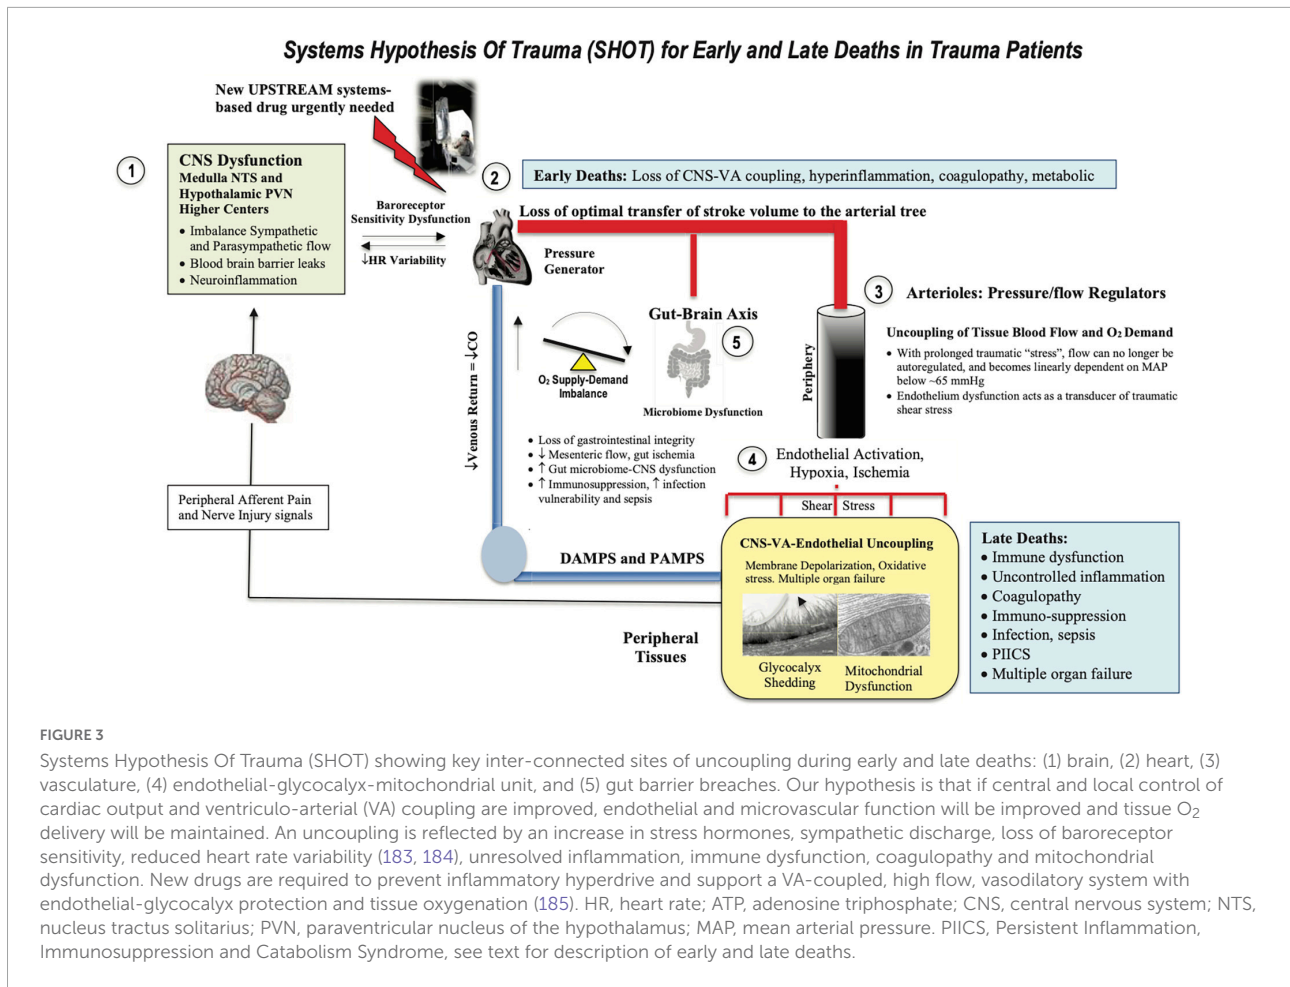 Systems Hypothesis Of Trauma (SHOT) for Early and Late Deaths in Trauma Patients
New UPSTREAM systems-
based drug urgently needed
1
CNS Dysfunction
Medulla NTS and
Hypothalamic PVN
Higher Centers
• Imbalance Sympathetic
and Parasympathetic flow
• Blood brain barrier leaks
• Neuroinflammation
Baroreceptor
Sensitivity Dysfunction
↓HR Variability
2
Early Deaths: Loss of CNS-VA coupling, hyperinflammation, coagulopathy, metabolic
Loss of optimal transfer of stroke volume to the arterial tree
Pressure
Generator
3
Arterioles: Pressure/flow Regulators
Uncoupling of Tissue Blood Flow and O₂ Demand
• With prolonged traumatic “stress”, flow can no longer be
autoregulated, and becomes linearly dependent on MAP
below ~65 mmHg
• Endothelium dysfunction acts as a transducer of traumatic
shear stress
Periphery
Gut-Brain Axis
5
Microbiome Dysfunction
O₂ Supply-Demand
Imbalance
↓Venous Return = ↓CO
• Loss of gastrointestinal integrity
• ↓ Mesenteric flow, gut ischemia
• ↑ Gut microbiome-CNS dysfunction
• ↑ Immunosuppression, ↑ infection
vulnerability and sepsis
4
Endothelial Activation,
Hypoxia, Ischemia
Shear Stress
Peripheral Afferent Pain
and Nerve Injury signals
DAMPS and PAMPS
CNS-VA-Endothelial Uncoupling
Membrane Depolarization, Oxidative
stress. Multiple organ failure
Glycocalyx
Shedding
Mitochondrial
Dysfunction
Peripheral
Tissues
Late Deaths:
• Immune dysfunction
• Uncontrolled inflammation
• Coagulopathy
• Immuno-suppression
• Infection, sepsis
• PIICS
• Multiple organ failure
FIGURE 3
Systems Hypothesis Of Trauma (SHOT) showing key inter-connected sites of uncoupling during early and late deaths: (1) brain, (2) heart, (3)
vasculature, (4) endothelial-glycocalyx-mitochondrial unit, and (5) gut barrier breaches. Our hypothesis is that if central and local control of
cardiac output and ventriculo-arterial (VA) coupling are improved, endothelial and microvascular function will be improved and tissue O₂
delivery will be maintained. An uncoupling is reflected by an increase in stress hormones, sympathetic discharge, loss of baroreceptor
sensitivity, reduced heart rate variability (183, 184), unresolved inflammation, immune dysfunction, coagulopathy and mitochondrial
dysfunction. New drugs are required to prevent inflammatory hyperdrive and support a VA-coupled, high flow, vasodilatory system with
endothelial-glycocalyx protection and tissue oxygenation (185). HR, heart rate; ATP, adenosine triphosphate; CNS, central nervous system; NTS,
nucleus tractus solitarius; PVN, paraventricular nucleus of the hypothalamus; MAP, mean arterial pressure. PIICS, Persistent Inflammation,
Immunosuppression and Catabolism Syndrome, see text for description of early and late deaths.